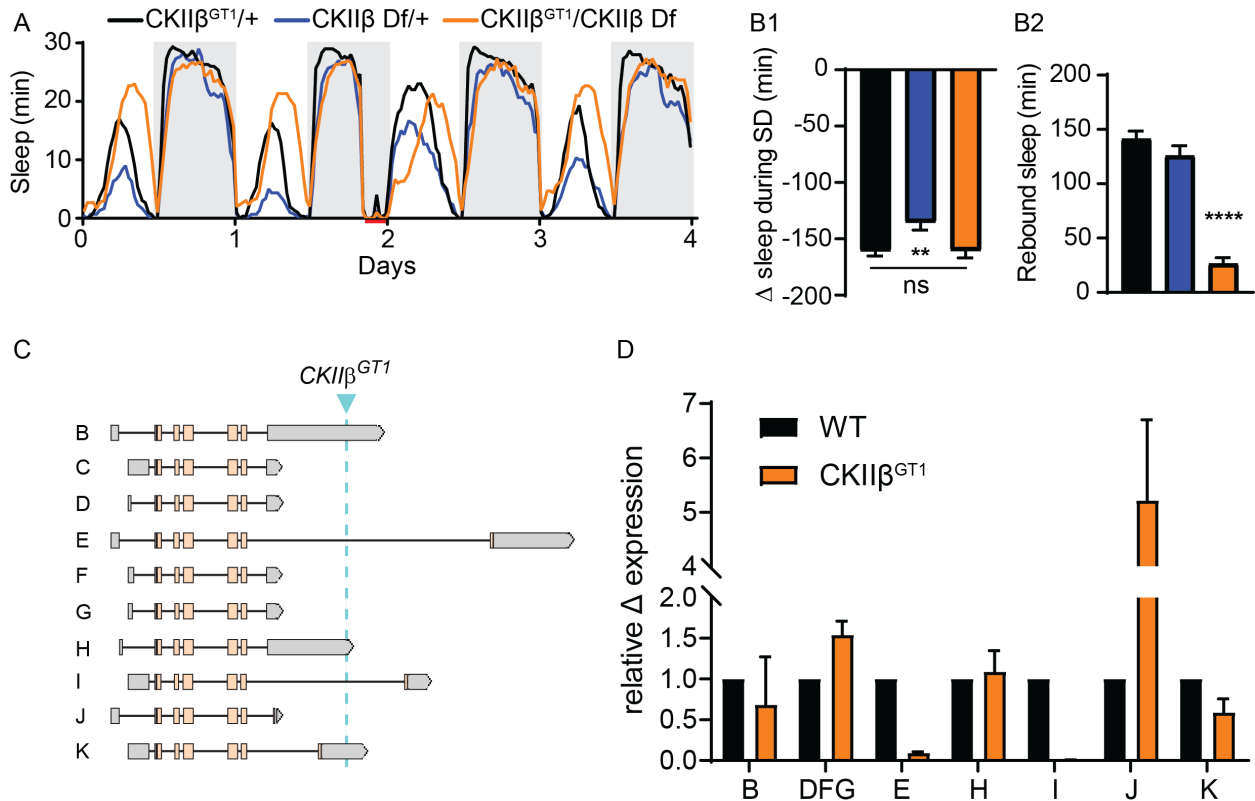 A
CKIIβGT1/+ CKIIβ Df/+ CKIIβGT1/CKIIβ Df
Sleep (min)
30
20
10
0
0 1 2 3 4
Days
B1
Δ sleep during SD (min)
0
-50
-100
-150
-200
**
ns
B2
Rebound sleep (min)
200
150
100
50
0
****
C
CKIIβGT1
B
C
D
E
F
G
H
I
J
K
D
relative Δ expression
7
6
5
4
2.0
1.5
1.0
0.5
0.0
WT
CKIIβGT1
B DFG E H I J K